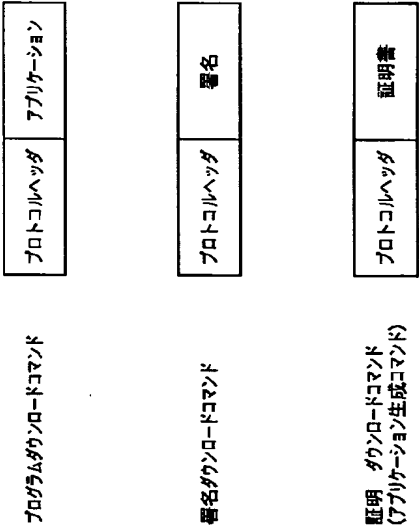 プログラムダウンロードコマンド
プロトコルヘッダ
アプリケーション
署名ダウンロードコマンド
プロトコルヘッダ
署名
証明 ダウンロードコマンド
(アプリケーション生成コマンド)
プロトコルヘッダ
証明書